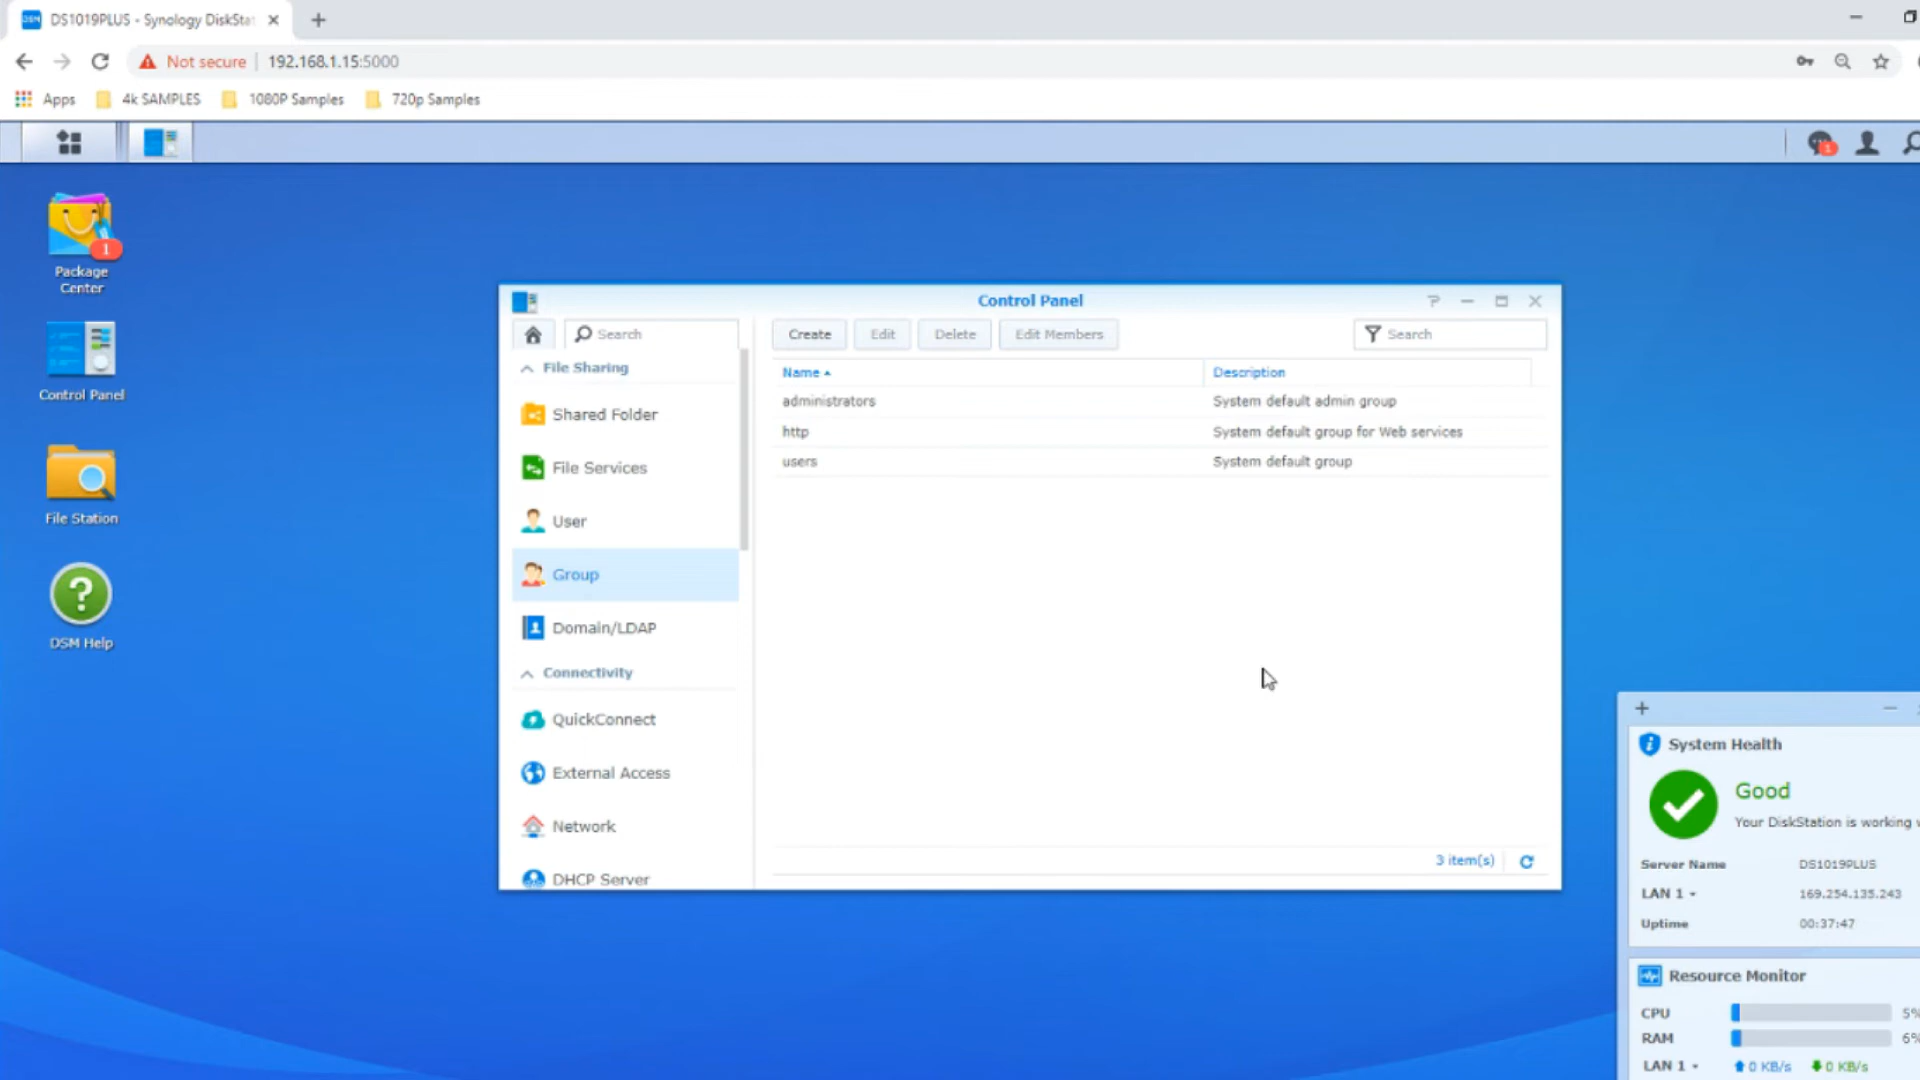 DS1019PLUS - Synology DiskSta
Not secure 192.168.1.15:5000
Apps 4k SAMPLES 1080P Samples 720p Samples
1
1
Package
Center
Control Panel
File Station
DSM Help
Control Panel
Search
File Sharing
Shared Folder
File Services
User
Group
Domain/LDAP
Connectivity
QuickConnect
External Access
Network
DHCP Server
Create Edit Delete Edit Members Search
Name Description
administrators System default admin group
http System default group for Web services
users System default group
3 item(s)
System Health
Good
Your DiskStation is working
Server Name DS1019PLUS
LAN 1 169.254.135.243
Uptime 00:37:47
Resource Monitor
CPU 5%
RAM 6%
LAN 1 0 KB/s 0 KB/s